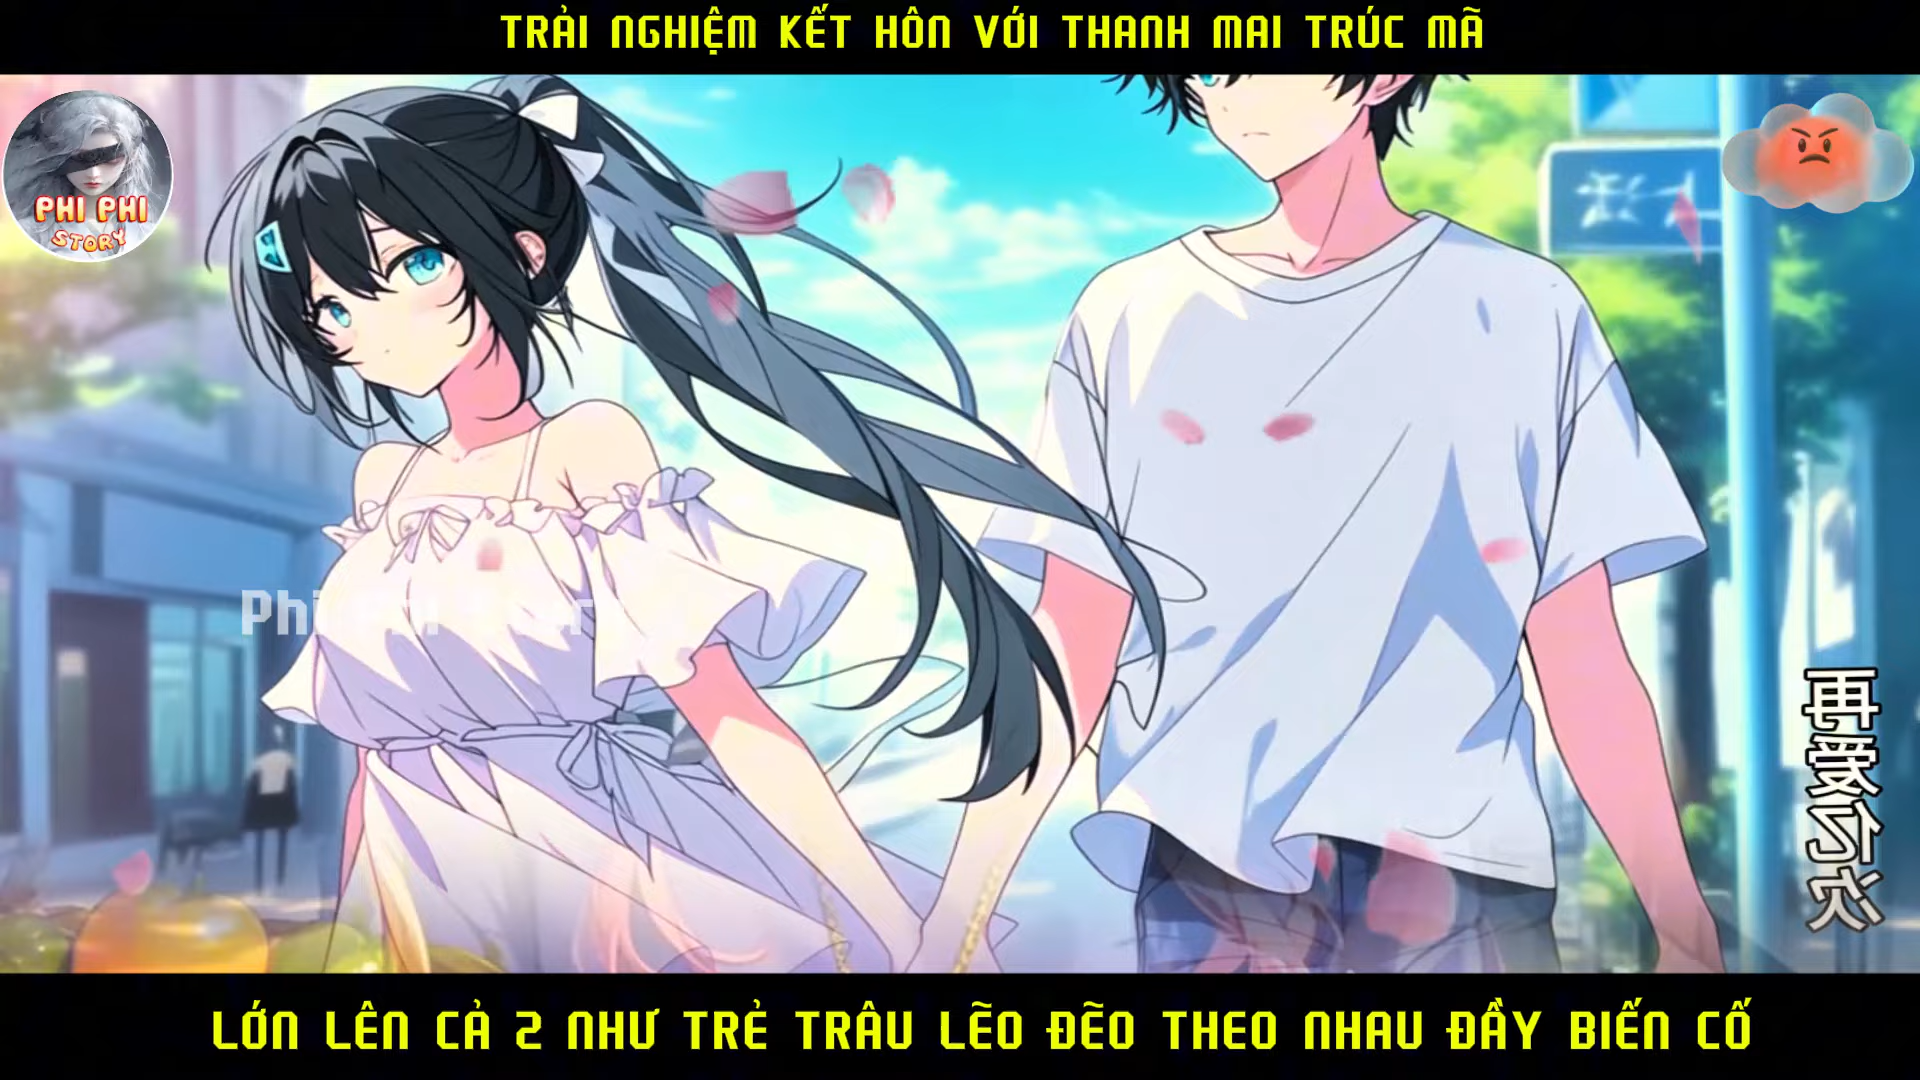 TRẢI NGHIỆM KẾT HÔN VỚI THANH MAI TRÚC MÃ
PHI PHI
STORY
再爱亿次
LỚN LÊN CẢ 2 NHƯ TRẺ TRÂU LẼO ĐẼO THEO NHAU ĐẦY BIẾN CỐ